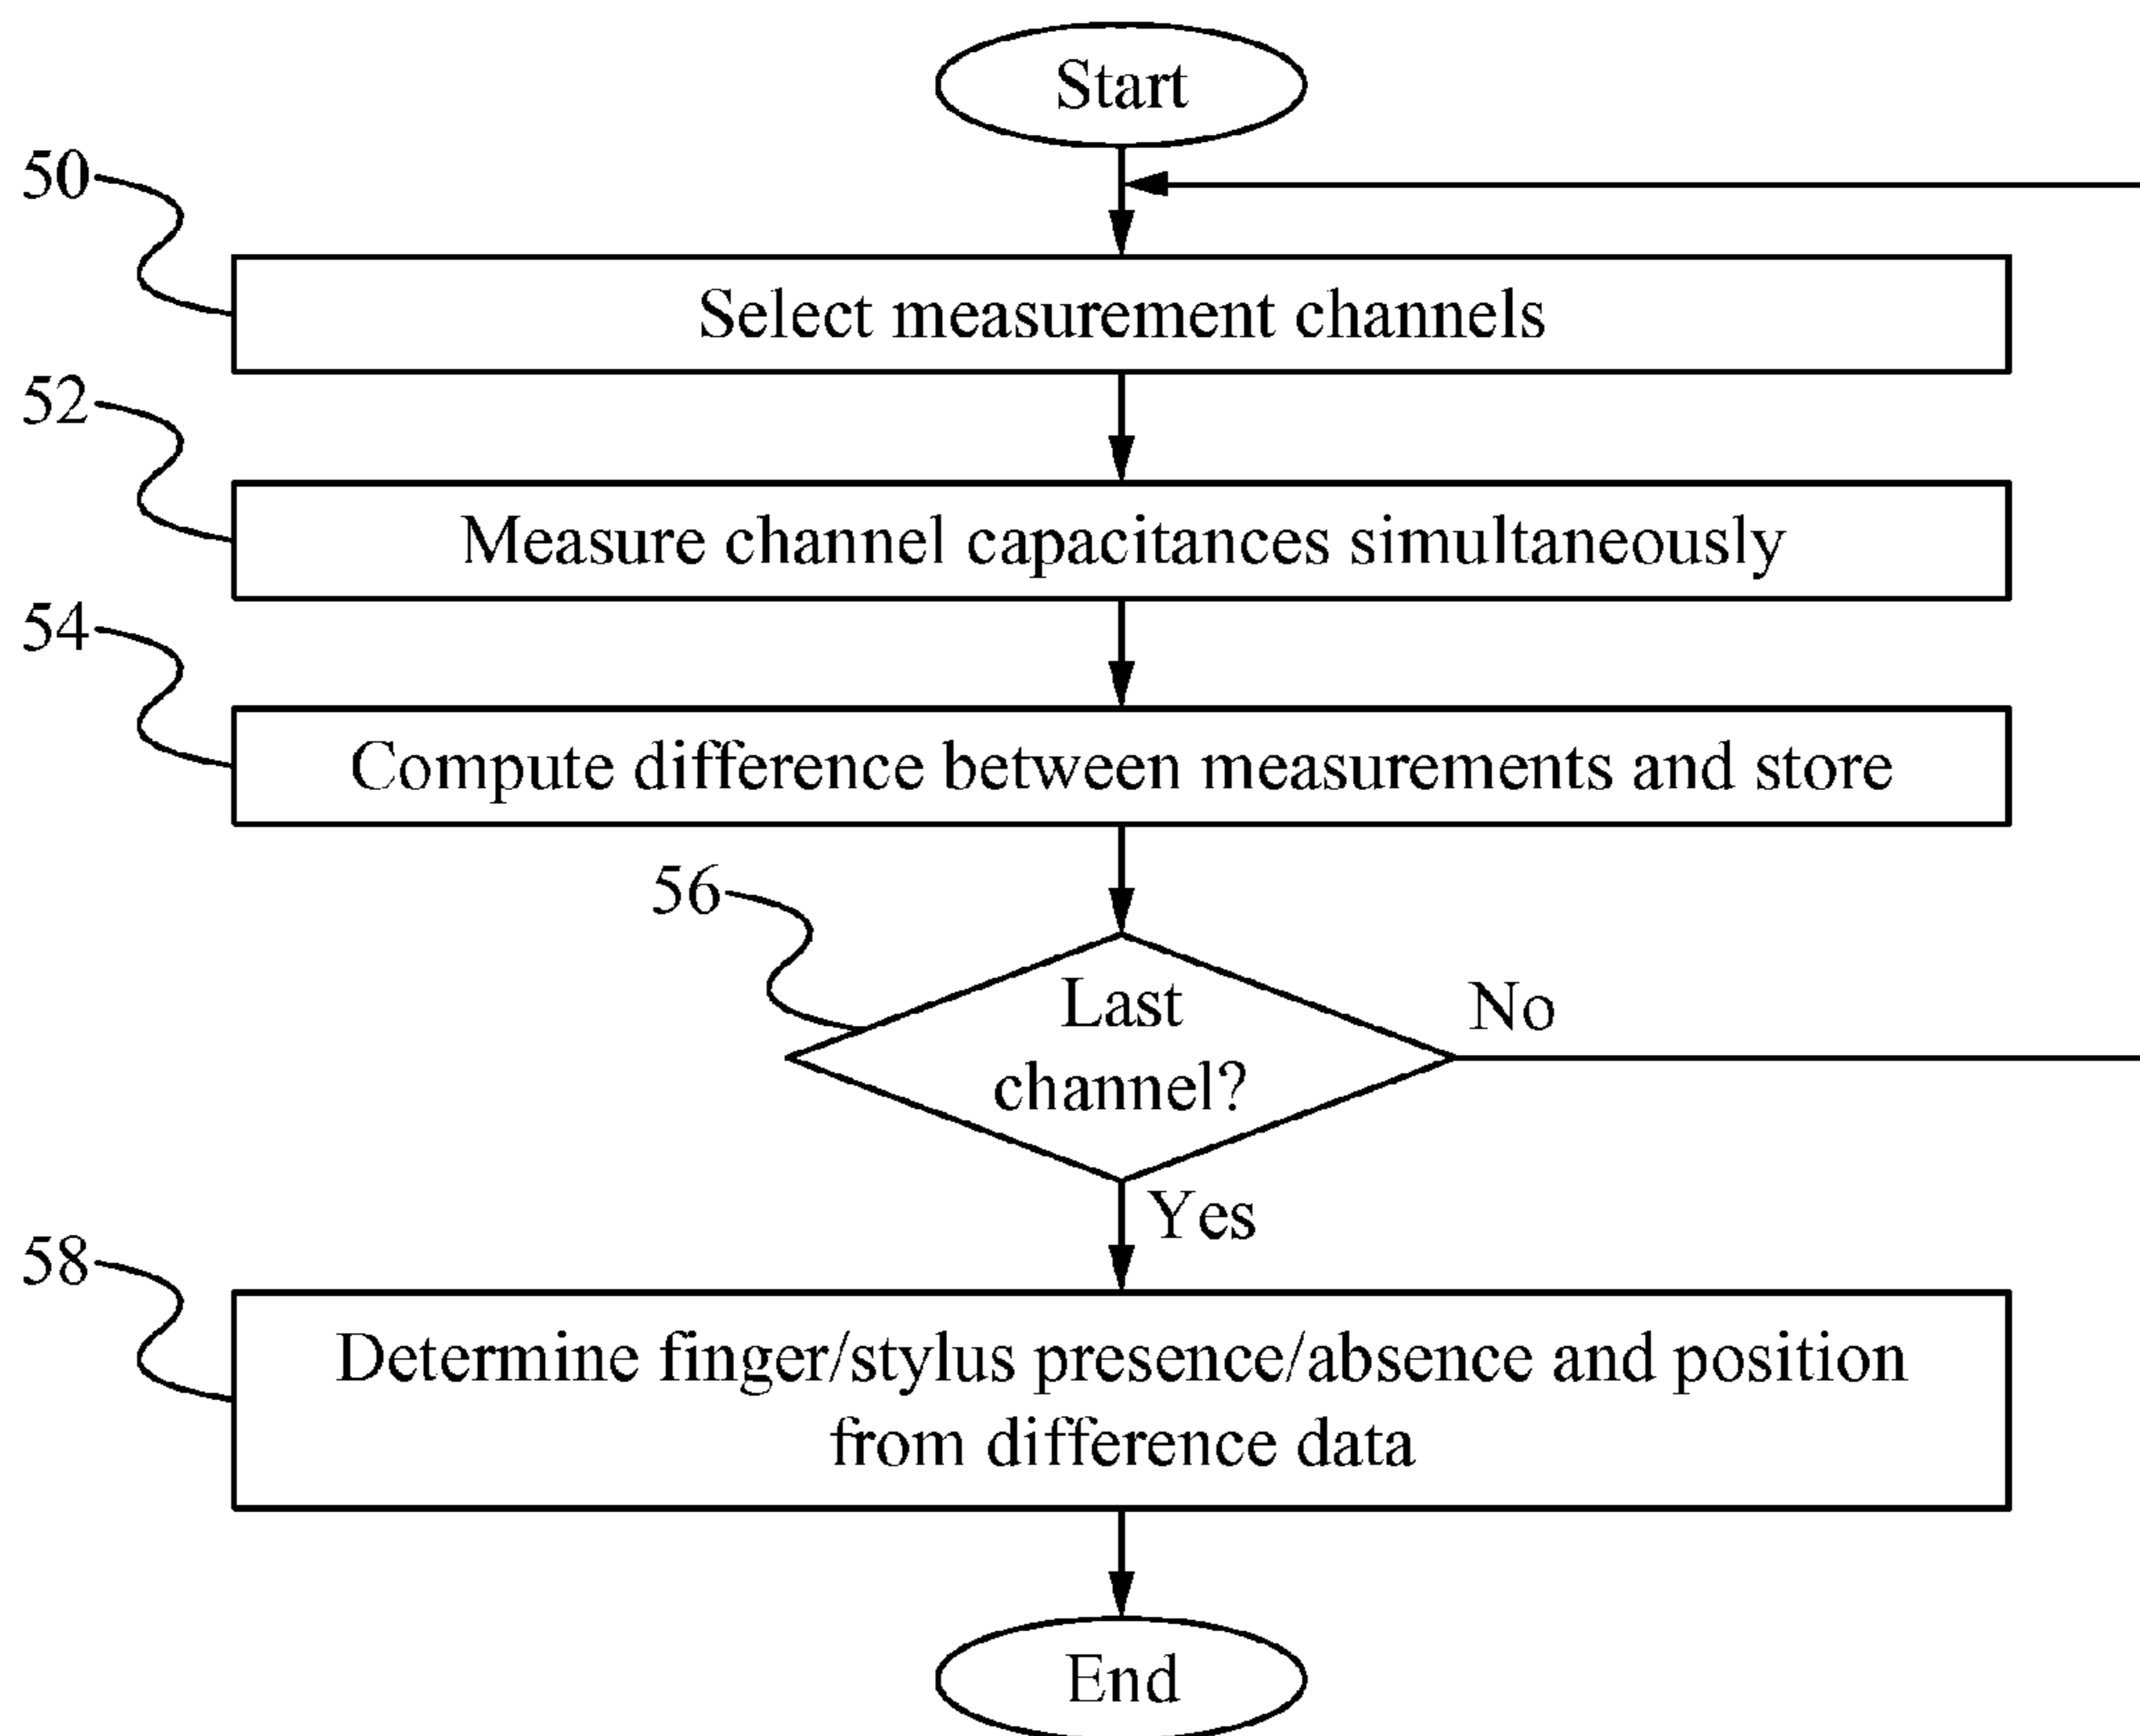 Start
50
Select measurement channels
52
Measure channel capacitances simultaneously
54
Compute difference between measurements and store
56
Last
channel?
No
Yes
58
Determine finger/stylus presence/absence and position
from difference data
End